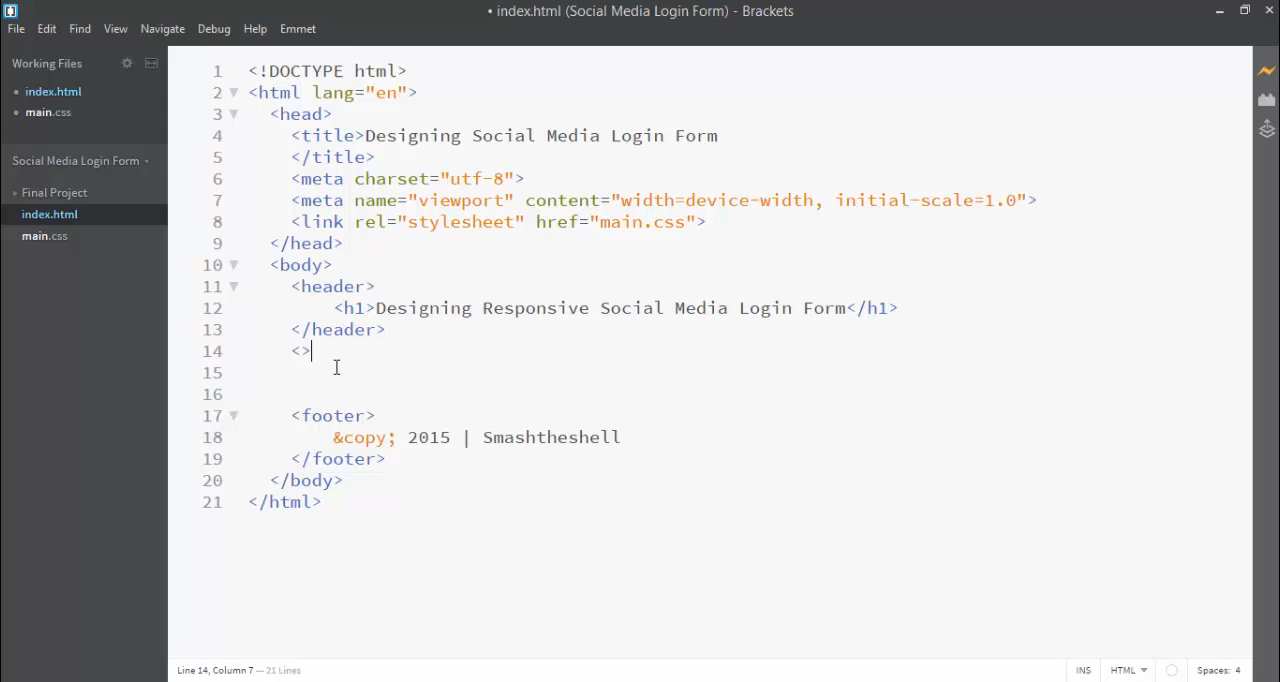 • index.html (Social Media Login Form) - Brackets
File Edit Find View Navigate Debug Help Emmet
Working Files
• index.html
• main.css
Social Media Login Form
Final Project
index.html
main.css
1 <!DOCTYPE html>
2 <html lang="en">
3 <head>
4 <title>Designing Social Media Login Form
5 </title>
6 <meta charset="utf-8">
7 <meta name="viewport" content="width=device-width, initial-scale=1.0">
8 <link rel="stylesheet" href="main.css">
9 </head>
10 <body>
11 <header>
12 <h1>Designing Responsive Social Media Login Form</h1>
13 </header>
14 <>
15
16
17 <footer>
18 &copy; 2015 | Smashtheshell
19 </footer>
20 </body>
21 </html>
Line 14, Column 7 — 21 Lines INS HTML Spaces: 4